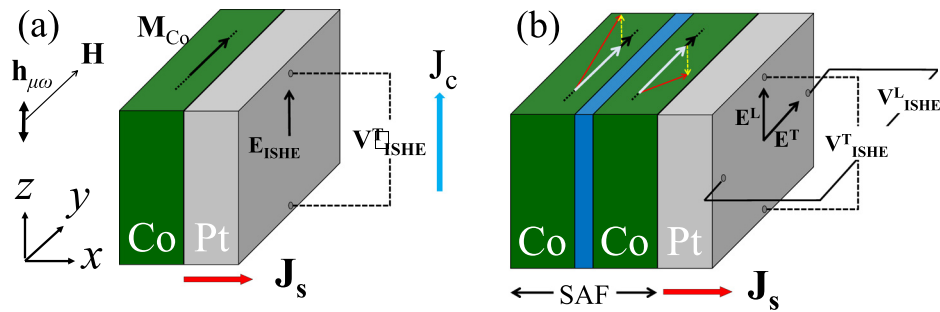 (a)
M_Co
H
h_μω
E_ISHE
V^T_ISHE
J_c
z
y
x
Co
Pt
J_s
(b)
E^L
E^T
V^L_ISHE
V^T_ISHE
Co
Co
Pt
SAF
J_s